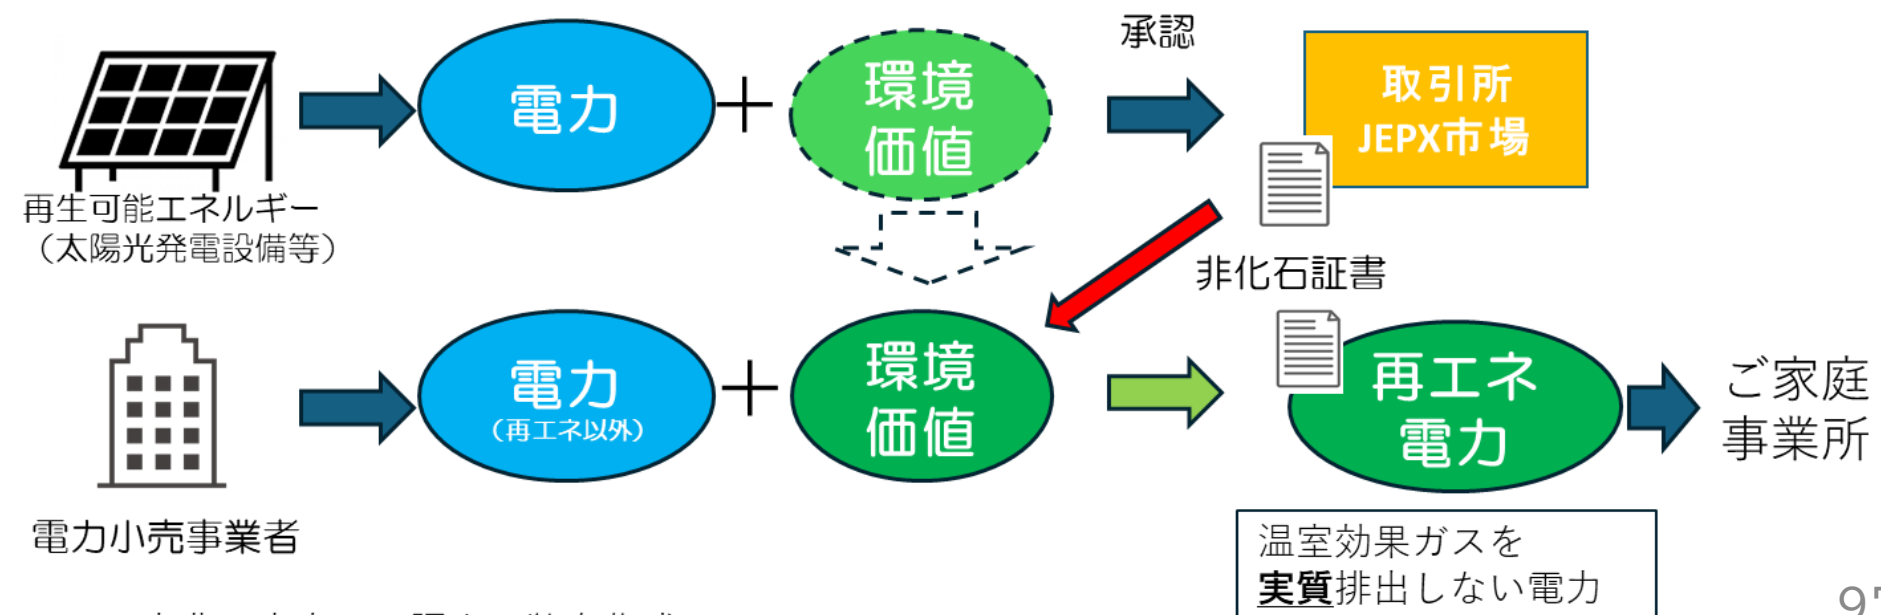 承認
電力
+
環境
価値
取引所
JEPX市場
再生可能エネルギー
(太陽光発電設備等)
非化石証書
電力
(再エネ以外)
+
環境
価値
再エネ
電力
ご家庭
事業所
電力小売事業者
温室効果ガスを
実質排出しない電力